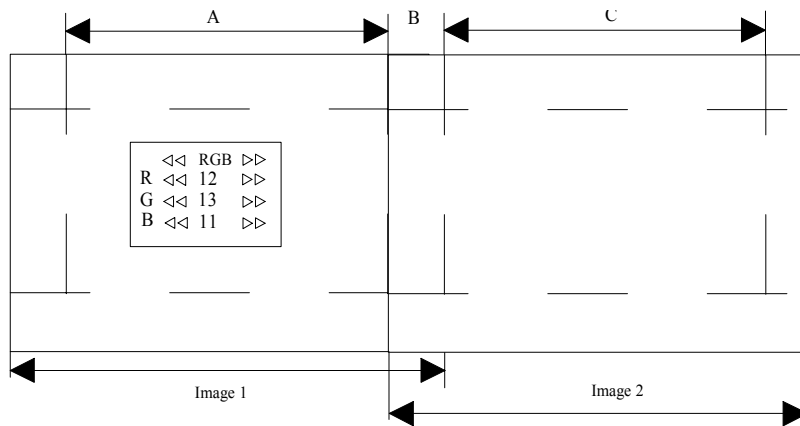 A B C
◁◁ RGB ▷▷
R ◁◁ 12 ▷▷
G ◁◁ 13 ▷▷
B ◁◁ 11 ▷▷
Image 1
Image 2